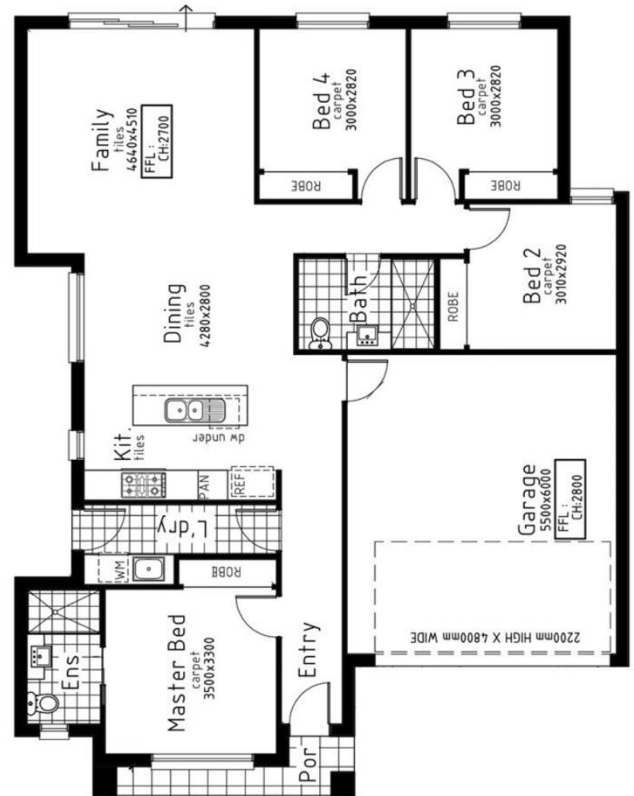 Family
tiles
4640x4510
FFL :
CH:2700
Bed 4
carpet
3000x2820
Bed 3
carpet
3000x2820
ROBE
ROBE
Bed 2
carpet
3010x2920
ROBE
Bath
Dining
tiles
4280x2800
Kit.
tiles
dw under
PAN
REF
L'dry
WM
ROBE
Garage
5500x6000
FFL :
CH:2800
2200mm HIGH X 4800mm WIDE
Ens
Master Bed
carpet
3500x3300
Entry
Por